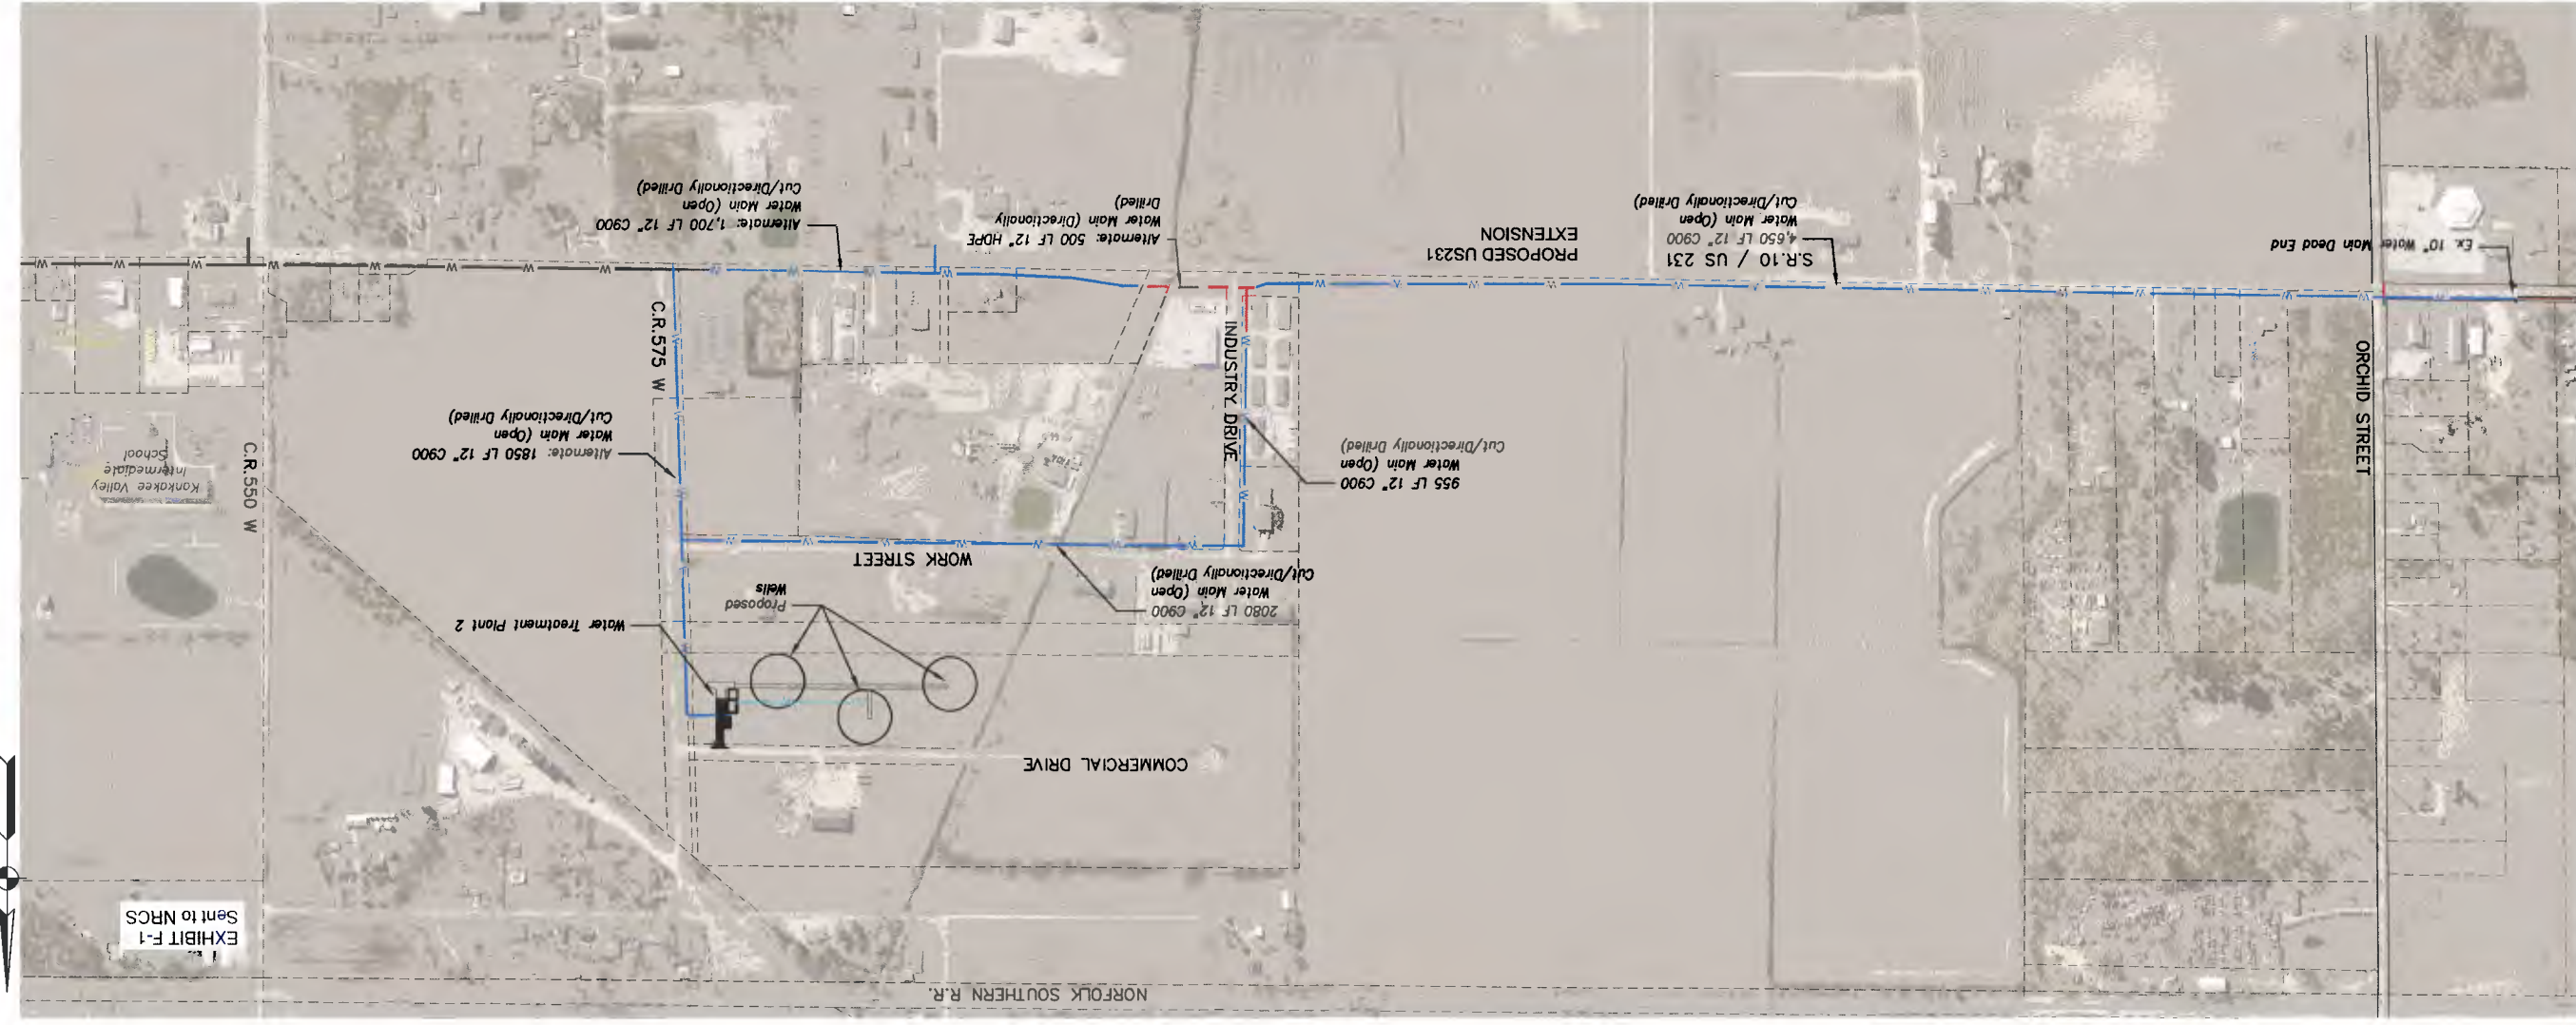 NORFOLK SOUTHERN R.R.
EXHIBIT F-1
Sent to NRCS
COMMERCIAL DRIVE
Water Treatment Plant 2
Proposed
Wells
2080 LF 12" C900
Water Main (Open
Cut/Directionally Drilled)
WORK STREET
955 LF 12" C900
Water Main (Open
Cut/Directionally Drilled)
Alternate: 1850 LF 12" C900
Water Main (Open
Cut/Directionally Drilled)
Kankakee Valley
Intermediate
School
ORCHID STREET
INDUSTRY DRIVE
C.R.575 W
C.R.550 W
Ex. 10" Water Main Dead End
S.R.10 / US 231
4,650 LF 12" C900
Water Main (Open
Cut/Directionally Drilled)
PROPOSED US231
EXTENSION
Alternate: 500 LF 12" HDPE
Water Main (Directionally
Drilled)
Alternate: 1,700 LF 12" C900
Water Main (Open
Cut/Directionally Drilled)